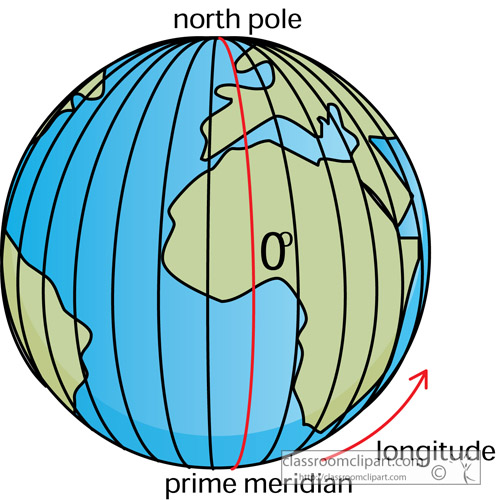 north pole
0°
longitude
classroomclipart.com ©
prime meridian